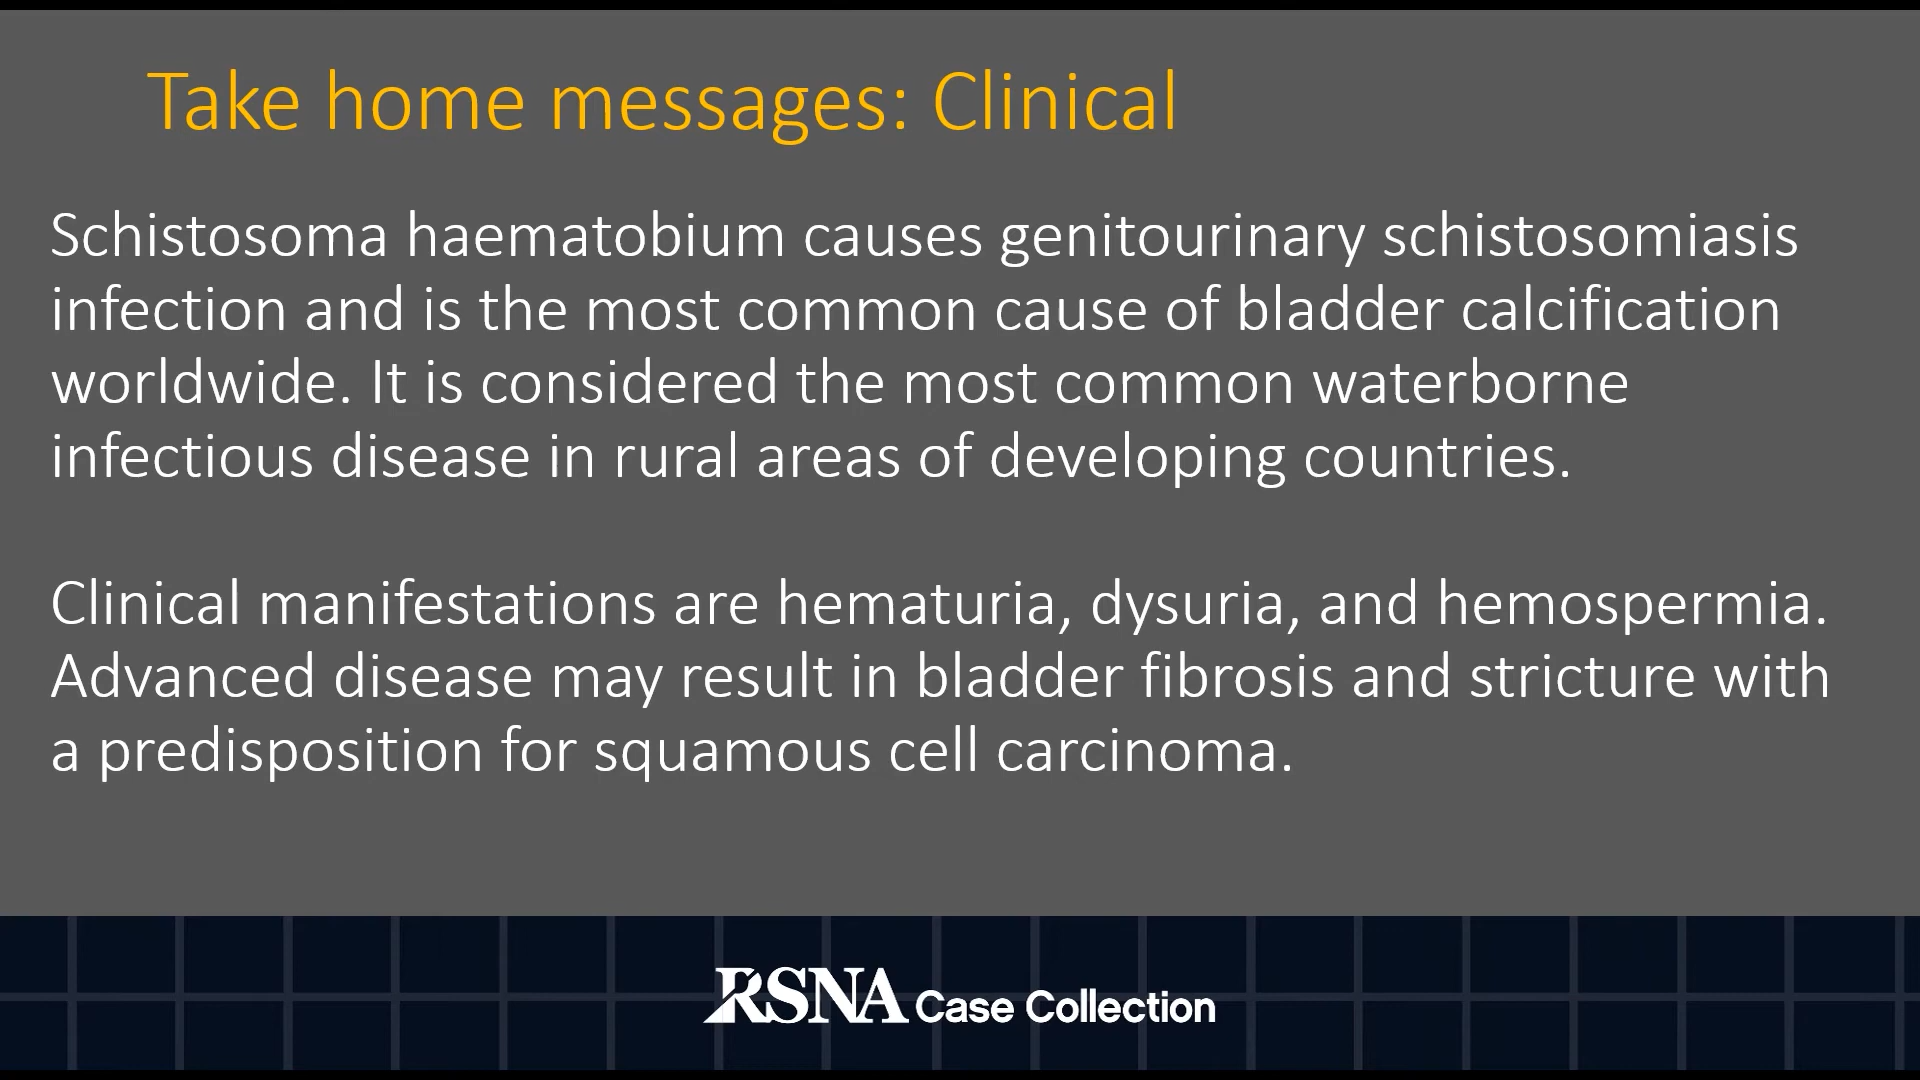 Take home messages: Clinical
Schistosoma haematobium causes genitourinary schistosomiasis
infection and is the most common cause of bladder calcification
worldwide. It is considered the most common waterborne
infectious disease in rural areas of developing countries.
Clinical manifestations are hematuria, dysuria, and hemospermia.
Advanced disease may result in bladder fibrosis and stricture with
a predisposition for squamous cell carcinoma.
RSNA Case Collection